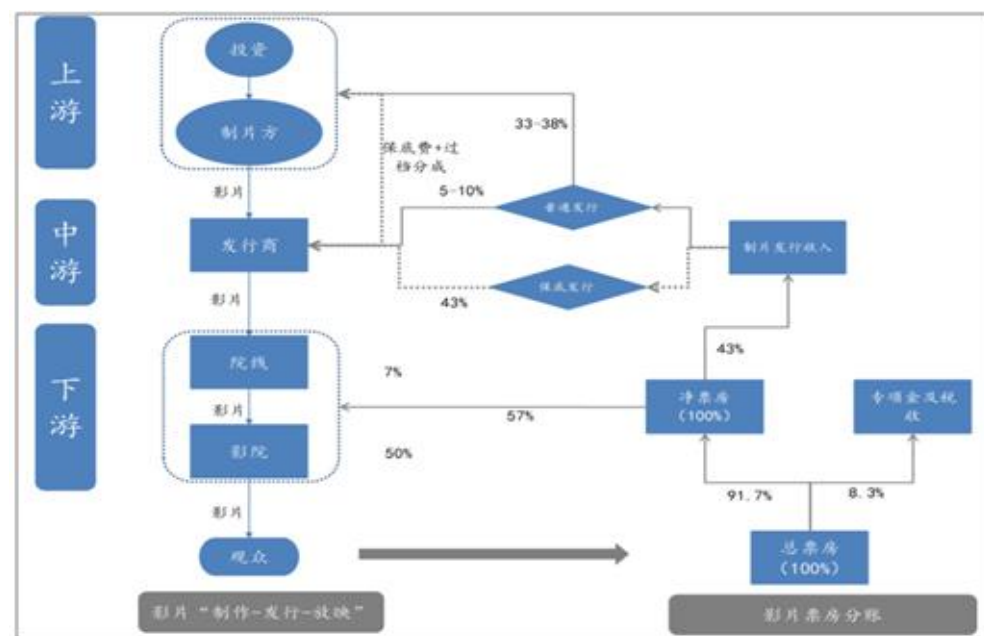 上
游
投资
制片方
33-38%
保底费+过
档分成
影片
5-10%
普通发行
中
游
发行商
制片发行收入
保底发行
43%
影片
43%
下
游
院线
7%
净票房
(100%)
专项金及税
收
影片
57%
影院
50%
91.7%
8.3%
影片
观众
总票房
(100%)
影片“制作-发行-放映”
影片票房分账